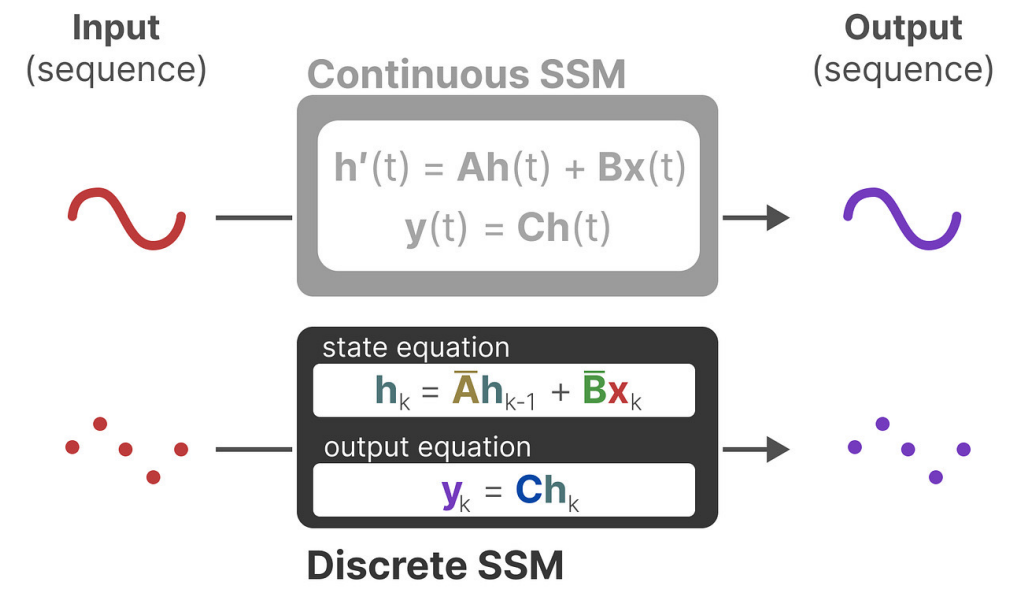 Input
(sequence)
Output
(sequence)
Continuous SSM
h′(t) = Ah(t) + Bx(t)
y(t) = Ch(t)
state equation
hₖ = A̅hₖ₋₁ + B̅xₖ
output equation
yₖ = Chₖ
Discrete SSM